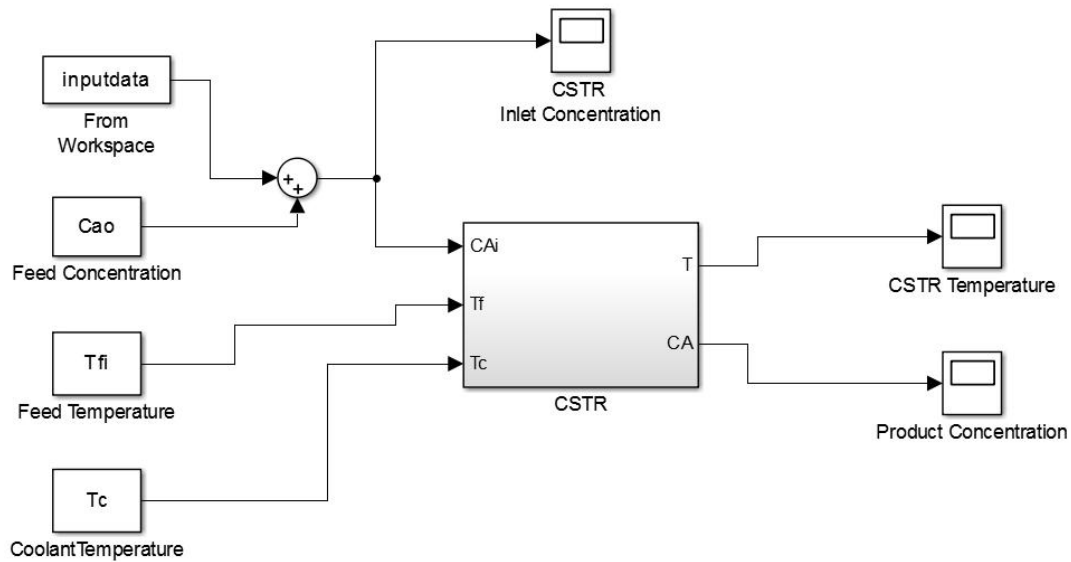 CSTR
Inlet Concentration
inputdata
From
Workspace
+
+
Cao
Feed Concentration
CAi
Tf
Tc
T
CA
CSTR
CSTR Temperature
Tfi
Feed Temperature
Product Concentration
Tc
CoolantTemperature